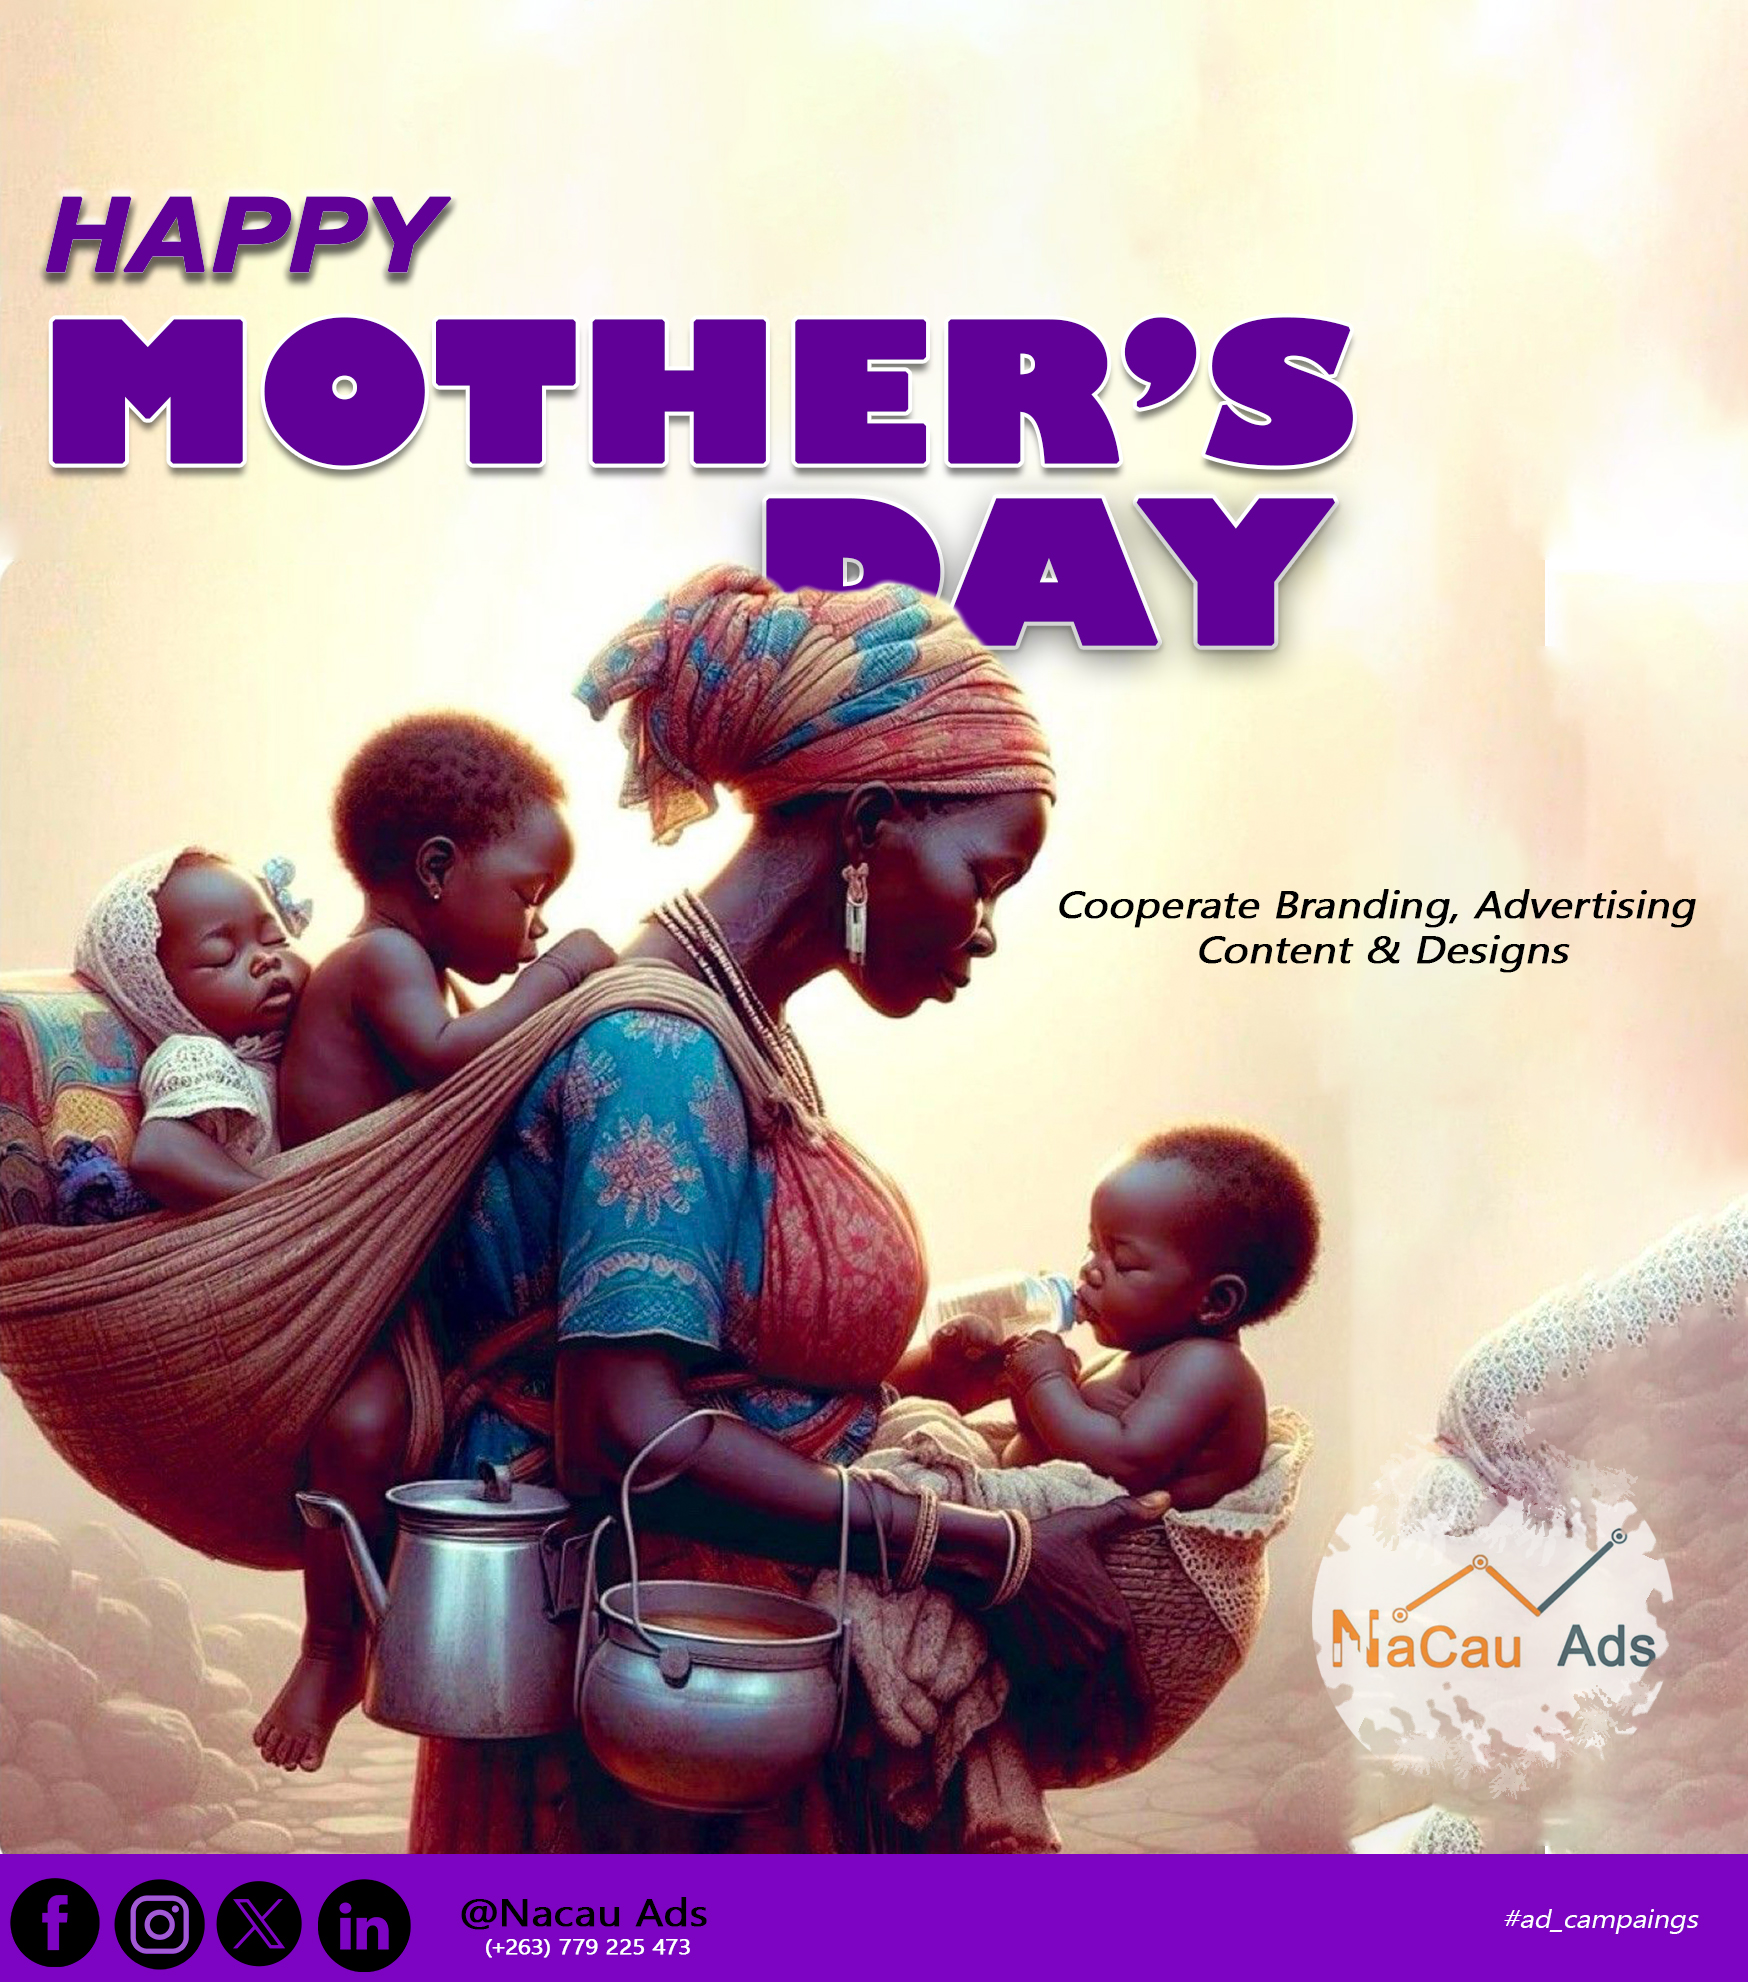 HAPPY
MOTHER'S
DAY
Cooperate Branding, Advertising
Content & Designs
NaCau Ads
@Nacau Ads
(+263) 779 225 473
#ad_campaings